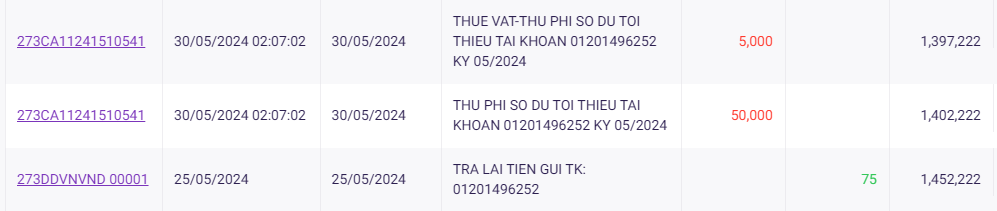 273CA11241510541 30/05/2024 02:07:02 30/05/2024 THUE VAT-THU PHI SO DU TOI
THIEU TAI KHOAN 01201496252
KY 05/2024 5,000 1,397,222
273CA11241510541 30/05/2024 02:07:02 30/05/2024 THU PHI SO DU TOI THIEU TAI
KHOAN 01201496252 KY 05/2024 50,000 1,402,222
273DDVNVND 00001 25/05/2024 25/05/2024 TRA LAI TIEN GUI TK:
01201496252 75 1,452,222